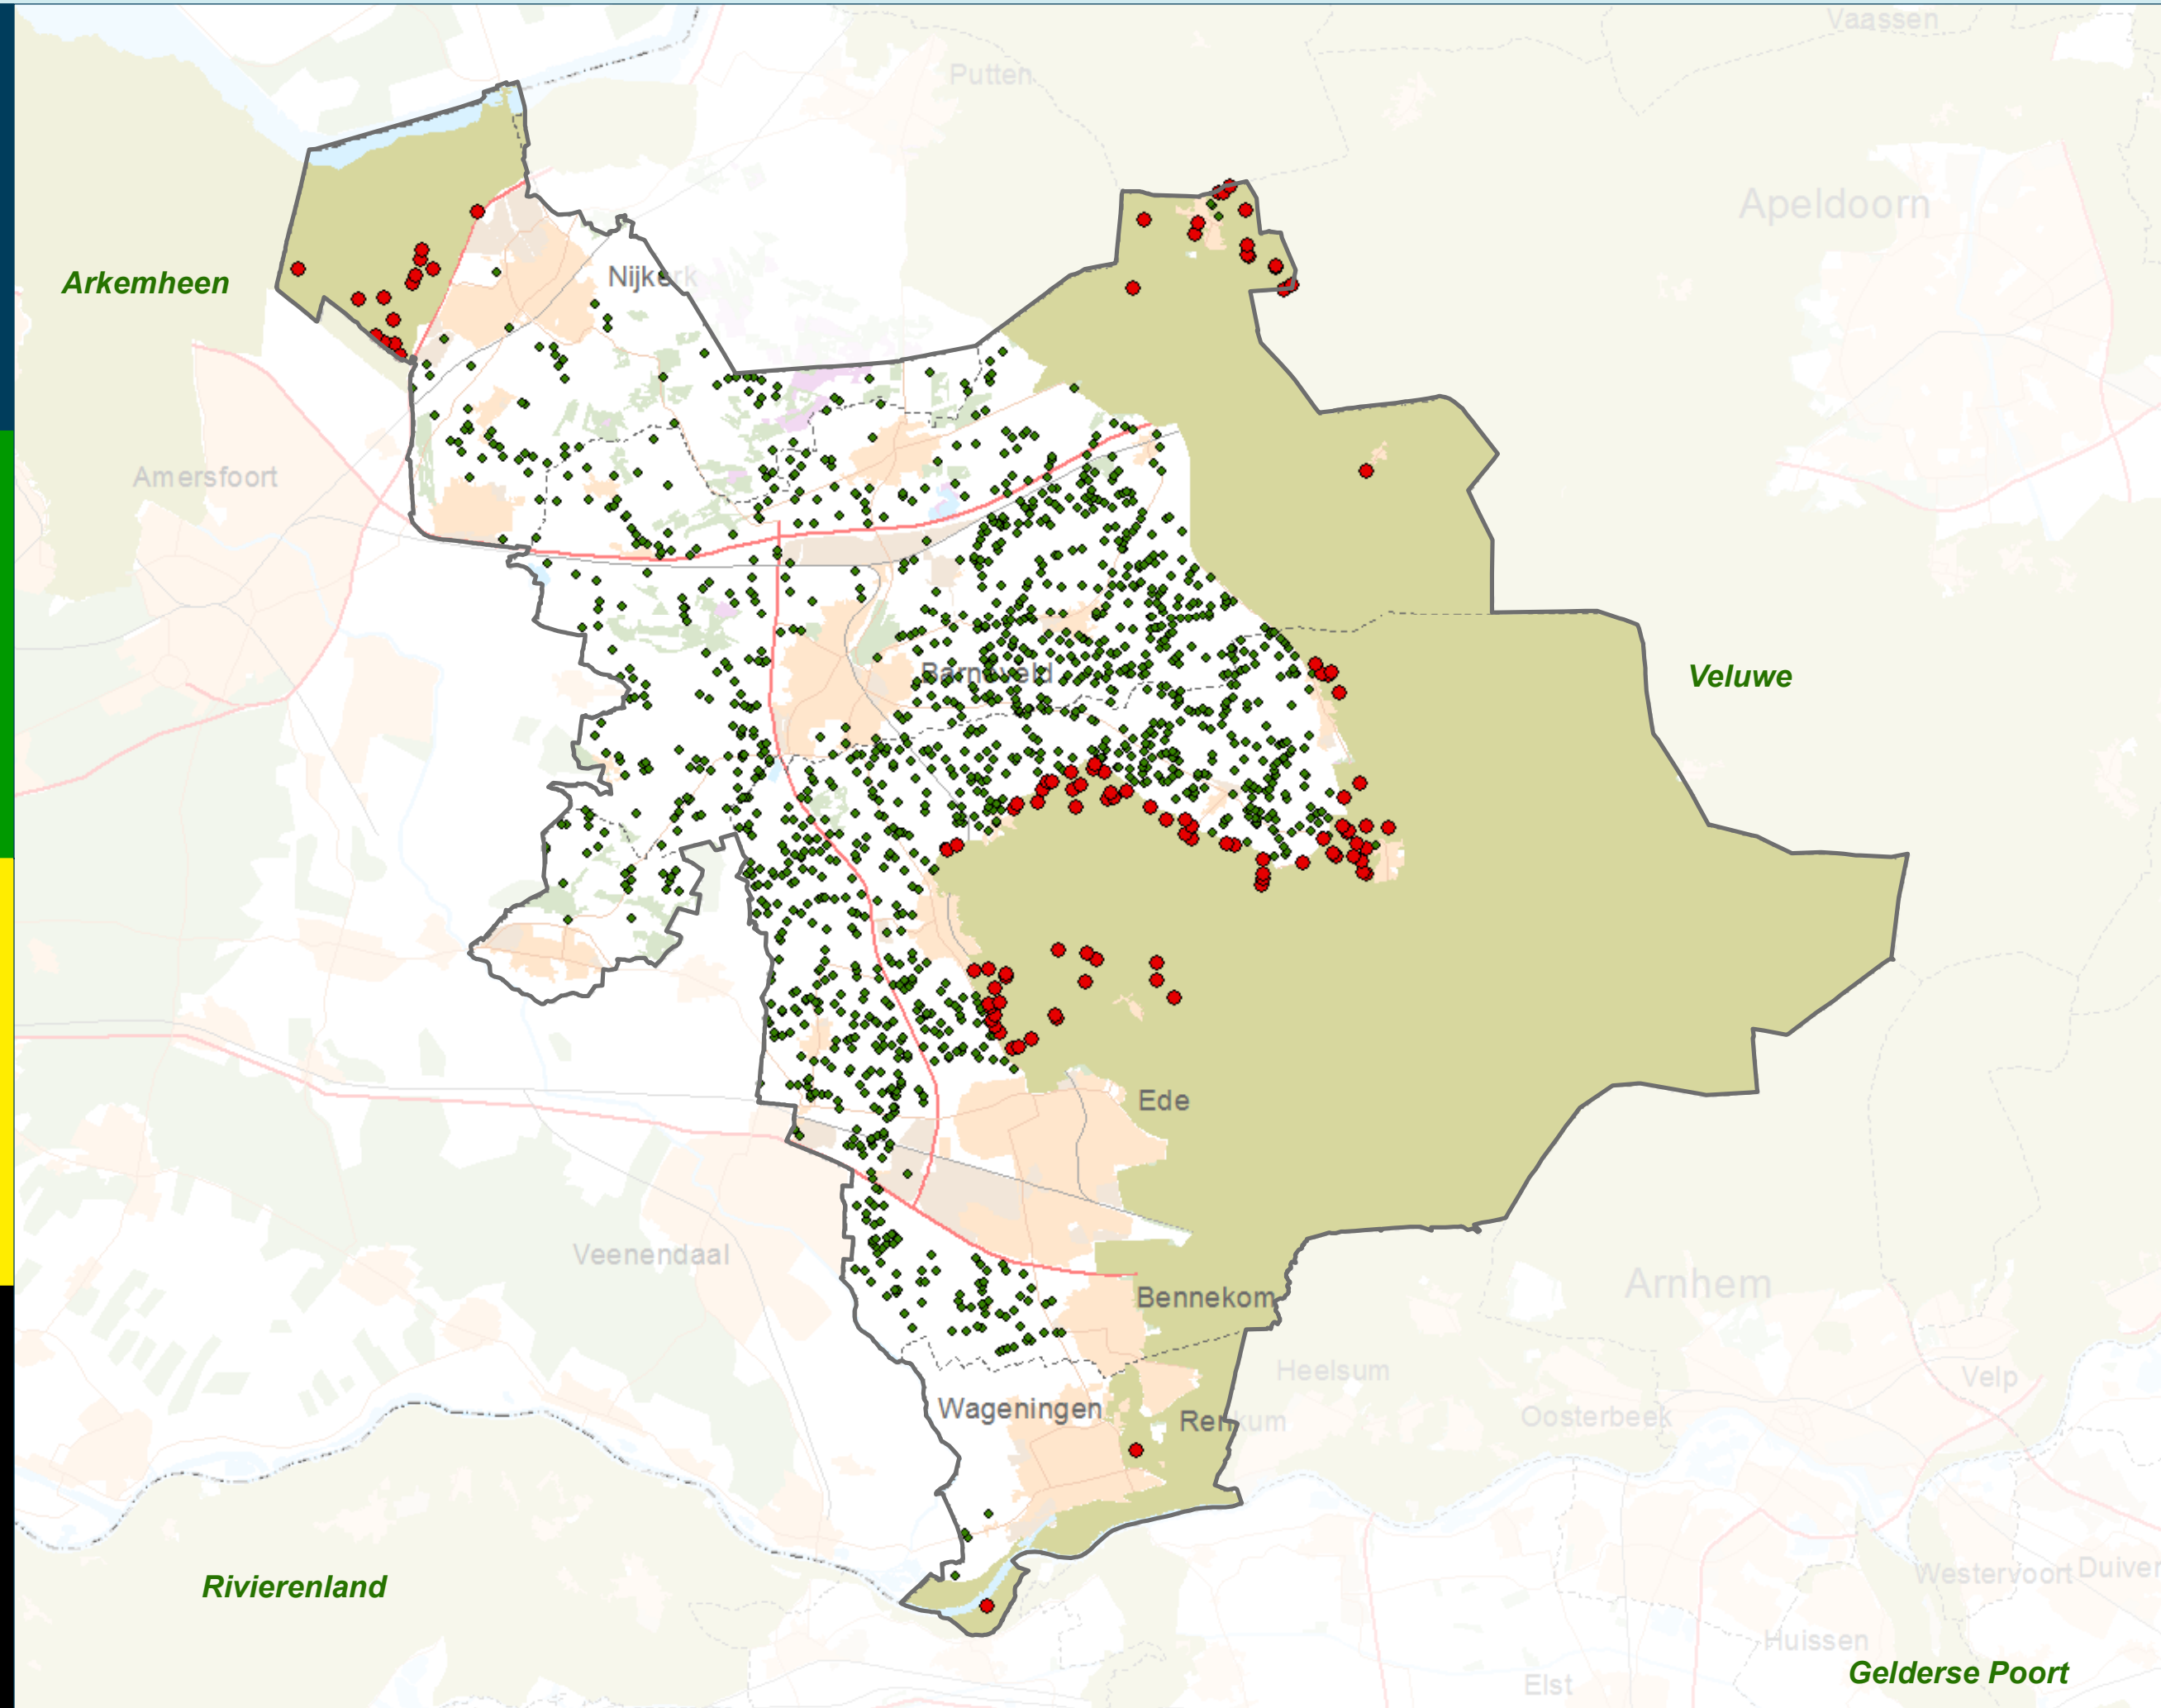 Vaassen
Putten
Apeldoorn
Nijkerk
Arkemheen
Amersfoort
Barneveld
Veluwe
Ede
Veenendaal
Arnhem
Bennekom
Heelsum
Velp
Wageningen
Renkum
Oosterbeek
Westervoort
Duiven
Rivierenland
Huissen
Gelderse Poort
Elst